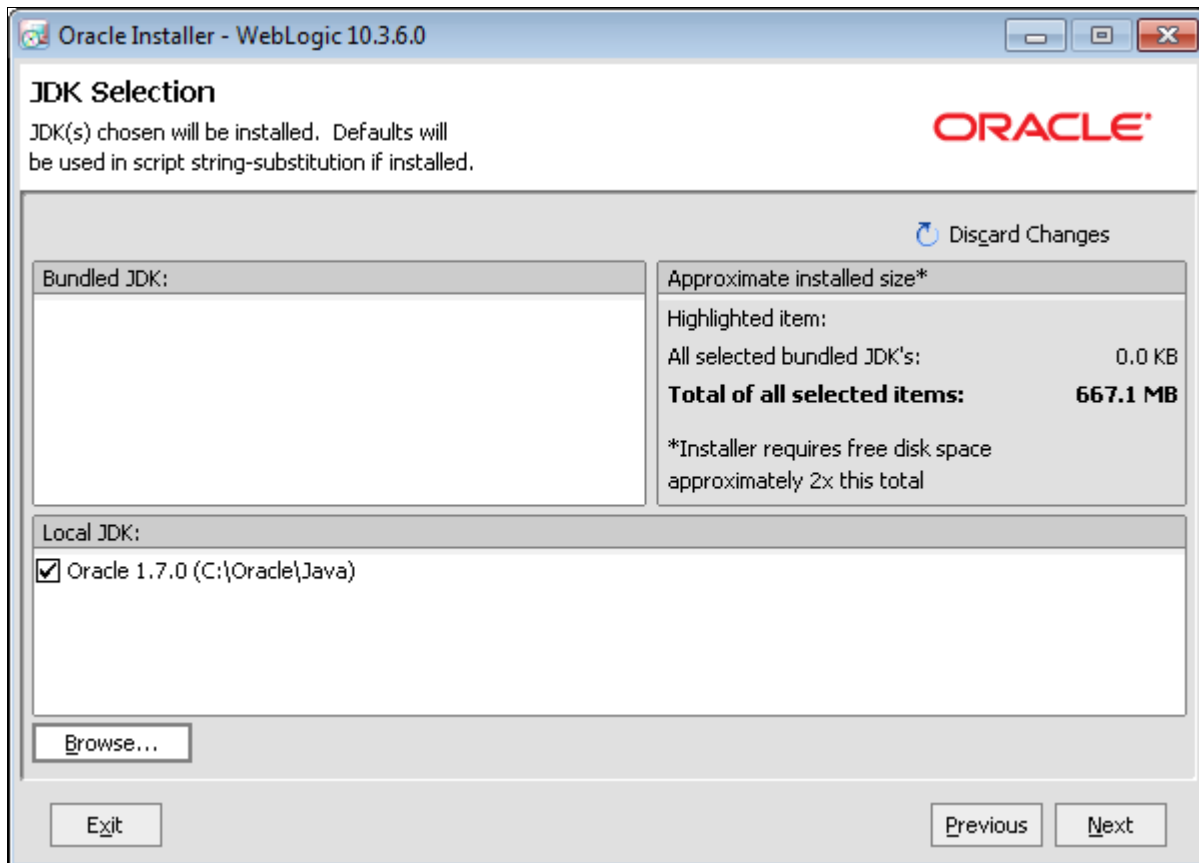 Oracle Installer - WebLogic 10.3.6.0
JDK Selection
JDK(s) chosen will be installed.  Defaults will
be used in script string-substitution if installed.
ORACLE
Discard Changes
Bundled JDK:
Approximate installed size*
Highlighted item:
All selected bundled JDK's: 0.0 KB
Total of all selected items: 667.1 MB
*Installer requires free disk space
approximately 2x this total
Local JDK:
Oracle 1.7.0 (C:\Oracle\Java)
Browse...
Exit
Previous
Next